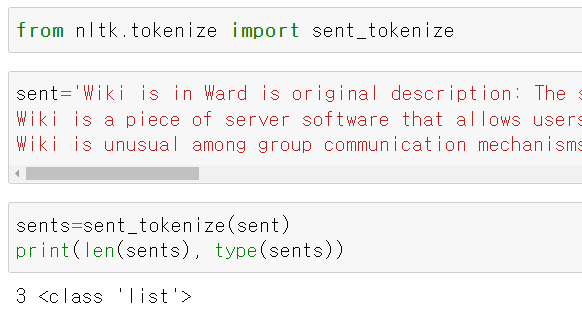 from nltk.tokenize import sent_tokenize
sent='Wiki is in Ward is original description: The
Wiki is a piece of server software that allows users
Wiki is unusual among group communication mechanisms
sents=sent_tokenize(sent)
print(len(sents), type(sents))
3 <class 'list'>